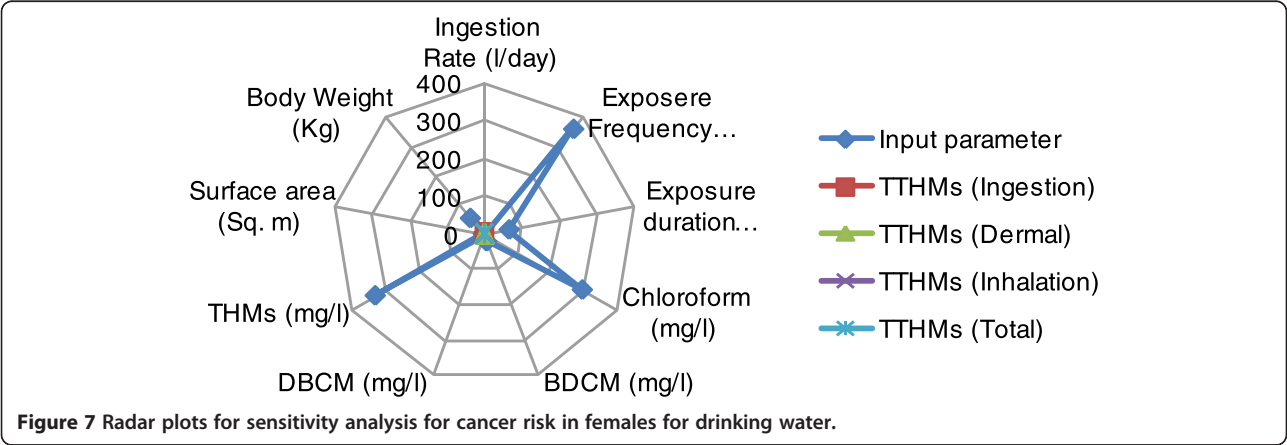 Ingestion
Rate (l/day)
400
300
200
100
0
Exposere
Frequency…
Exposure
duration…
Chloroform
(mg/l)
BDCM (mg/l)
DBCM (mg/l)
THMs (mg/l)
Surface area
(Sq. m)
Body Weight
(Kg)
Input parameter
TTHMs (Ingestion)
TTHMs (Dermal)
TTHMs (Inhalation)
TTHMs (Total)
Figure 7 Radar plots for sensitivity analysis for cancer risk in females for drinking water.